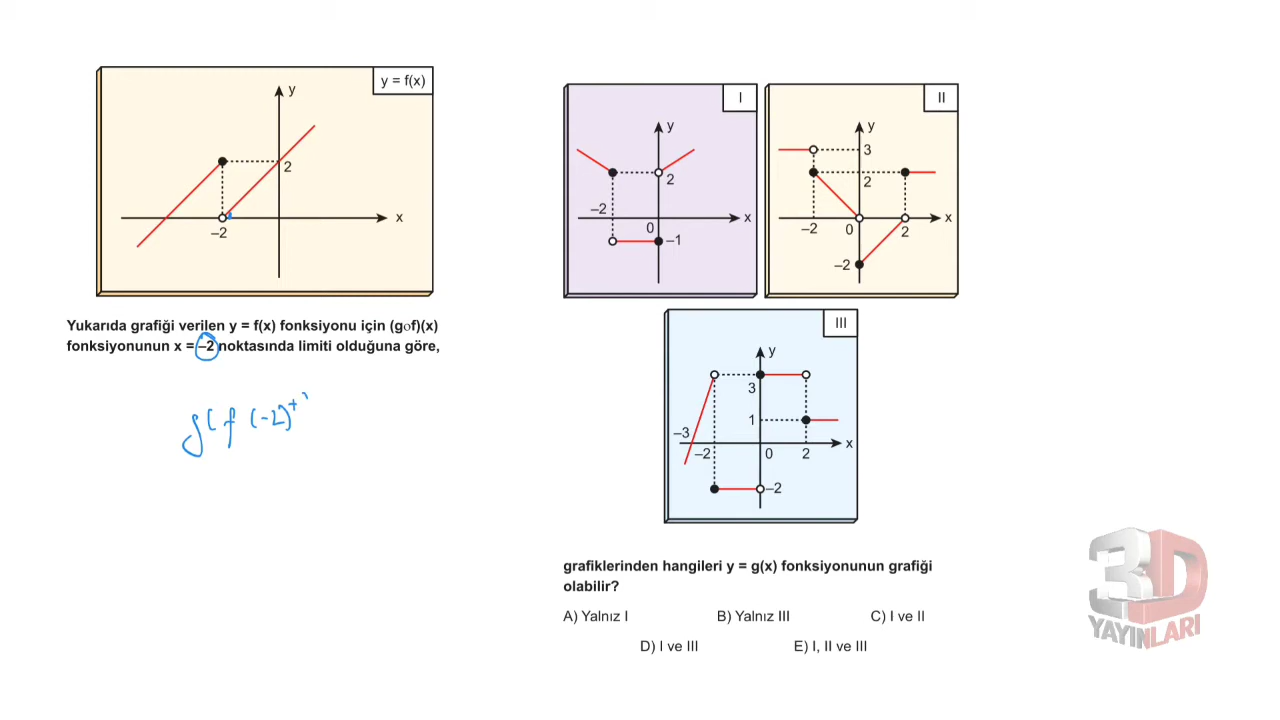 y = f(x)
y
2
x
–2
Yukarıda grafiği verilen y = f(x) fonksiyonu için (gof)(x)
fonksiyonunun x = –2 noktasında limiti olduğuna göre,
g(f(-2)⁺)
I
y
2
–2
0
x
–1
II
y
3
2
–2
0
2
x
–2
III
y
3
1
–3
–2
0
2
x
–2
grafiklerinden hangileri y = g(x) fonksiyonunun grafiği
olabilir?
A) Yalnız I
B) Yalnız III
C) I ve II
D) I ve III
E) I, II ve III
3D
YAYINLARI